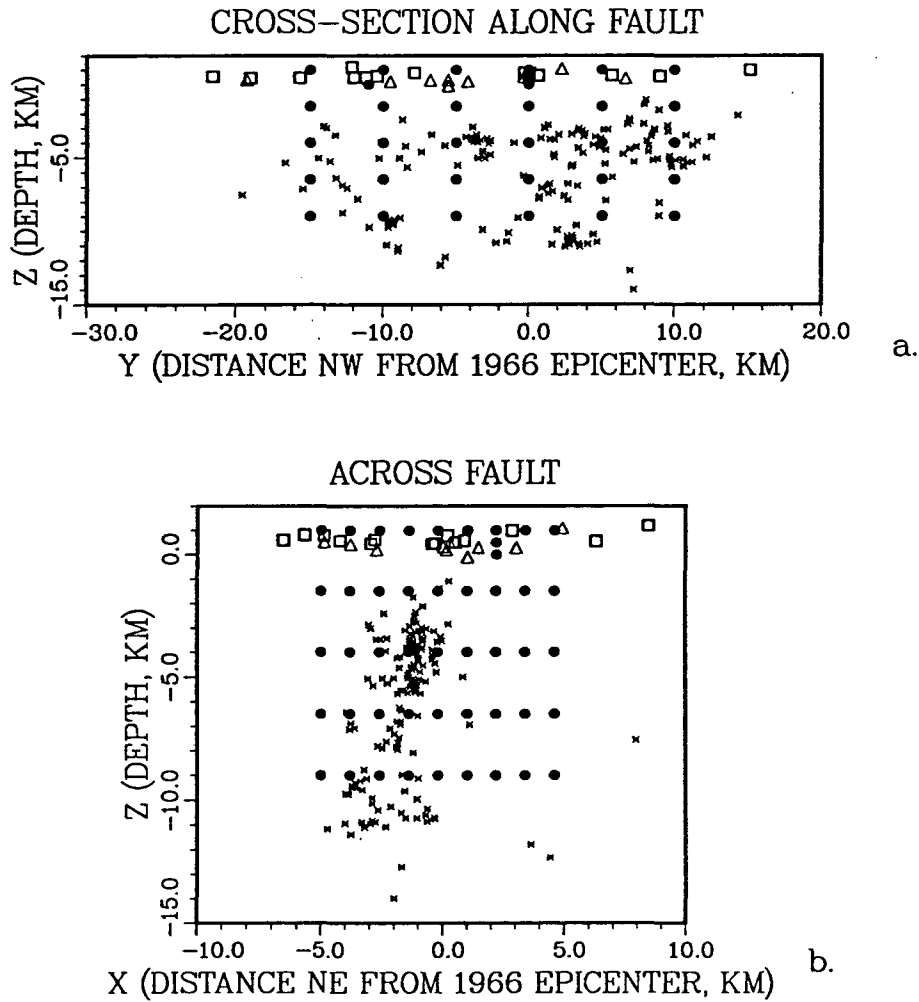 CROSS-SECTION ALONG FAULT
Z (DEPTH, KM)
-5.0
-15.0
-30.0 -20.0 -10.0 0.0 10.0 20.0
Y (DISTANCE NW FROM 1966 EPICENTER, KM)
a.
ACROSS FAULT
Z (DEPTH, KM)
0.0
-5.0
-10.0
-15.0
-10.0 -5.0 0.0 5.0 10.0
X (DISTANCE NE FROM 1966 EPICENTER, KM)
b.